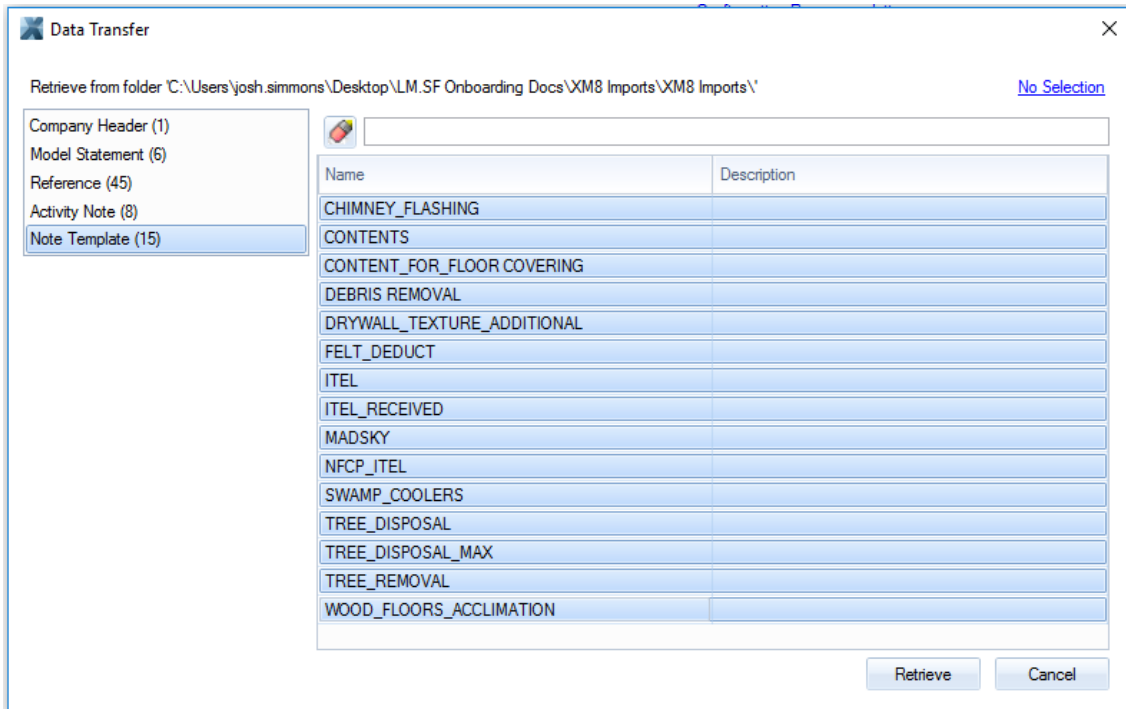 Data Transfer
Retrieve from folder 'C:\Users\josh.simmons\Desktop\LM.SF Onboarding Docs\XM8 Imports\XM8 Imports\'
No Selection
Company Header (1)
Model Statement (6)
Reference (45)
Activity Note (8)
Note Template (15)
Name Description
CHIMNEY_FLASHING
CONTENTS
CONTENT_FOR_FLOOR COVERING
DEBRIS REMOVAL
DRYWALL_TEXTURE_ADDITIONAL
FELT_DEDUCT
ITEL
ITEL_RECEIVED
MADSKY
NFCP_ITEL
SWAMP_COOLERS
TREE_DISPOSAL
TREE_DISPOSAL_MAX
TREE_REMOVAL
WOOD_FLOORS_ACCLIMATION
Retrieve Cancel